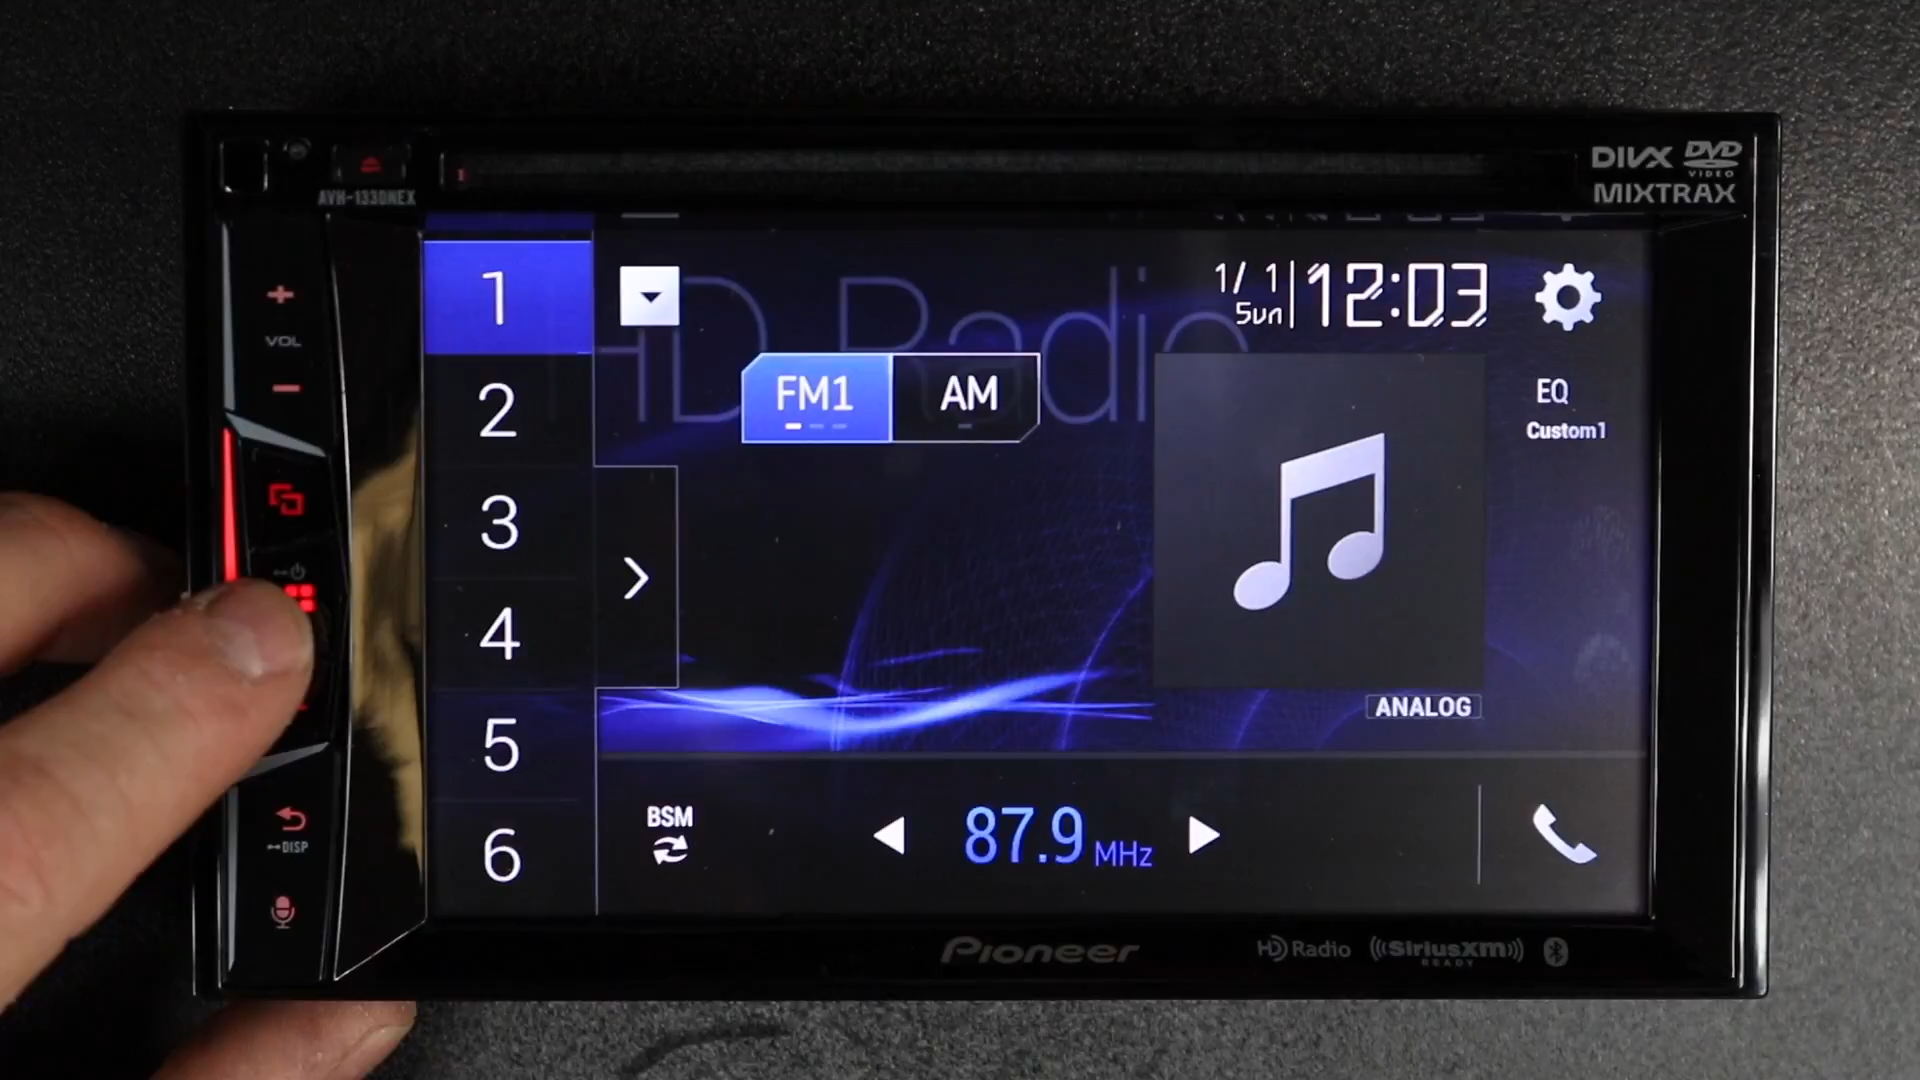 DIVX DVD
VIDEO
MIXTRAX
AVH-1330NEX
VOL
DISP
1
2
3
4
5
6
HD Radio
1/ 1
Sun
12:03
FM1
AM
EQ
Custom1
ANALOG
BSM
87.9 MHz
Pioneer
HD Radio
SiriusXm
READY